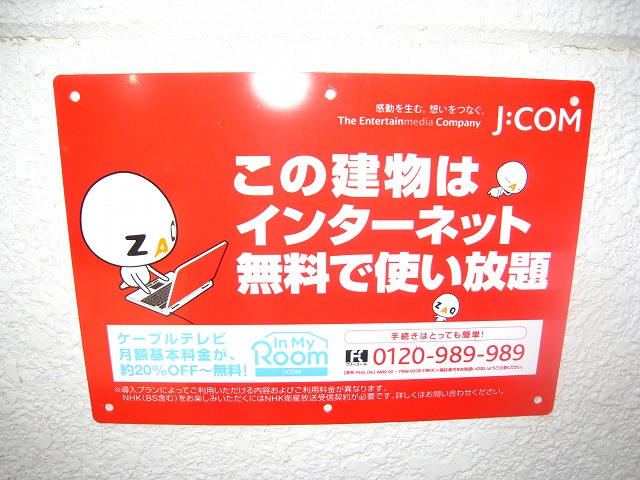 感動を生む。想いをつなぐ。
The Entertainmedia Company
J:COM
この建物は
インターネット
無料で使い放題
ZAQ
ZAQ
ケーブルテレビ
月額基本料金が、
約20%OFF～無料!
In My
Room
J:COM
手続きはとっても簡単!
フリーコール
0120-989-989
※導入プランによってご利用いただける内容およびご利用料金が異なります。
NHK(BS含む)をお楽しみいただくにはNHK衛星放送受信契約が必要です。詳しくはお問い合わせください。